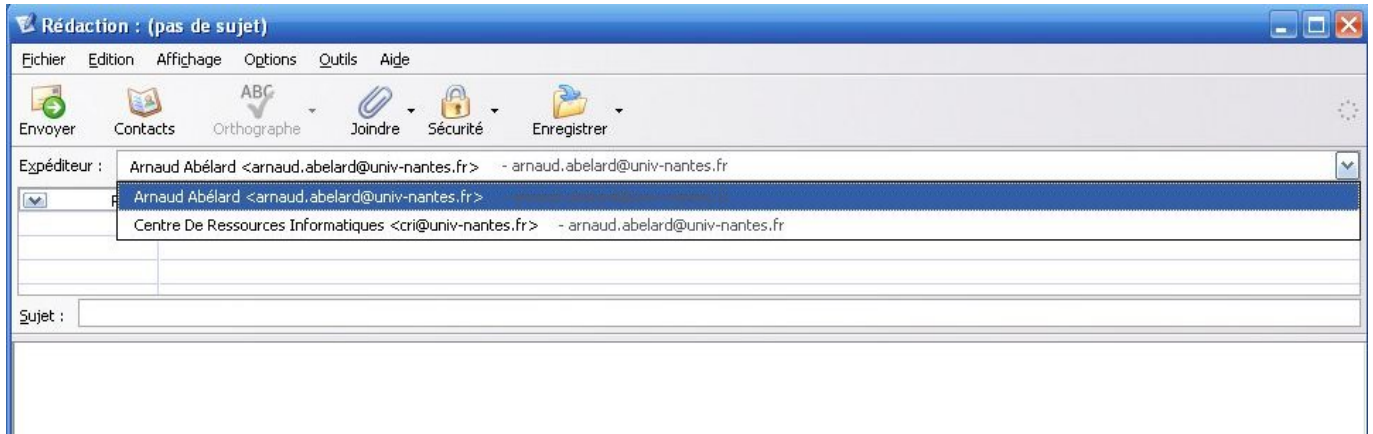 Rédaction : (pas de sujet)
Fichier Edition Affichage Options Outils Aide
ABC
Envoyer Contacts Orthographe Joindre Sécurité Enregistrer
Expéditeur : Arnaud Abélard <arnaud.abelard@univ-nantes.fr> - arnaud.abelard@univ-nantes.fr
Arnaud Abélard <arnaud.abelard@univ-nantes.fr>
Centre De Ressources Informatiques <cri@univ-nantes.fr> - arnaud.abelard@univ-nantes.fr
Sujet :